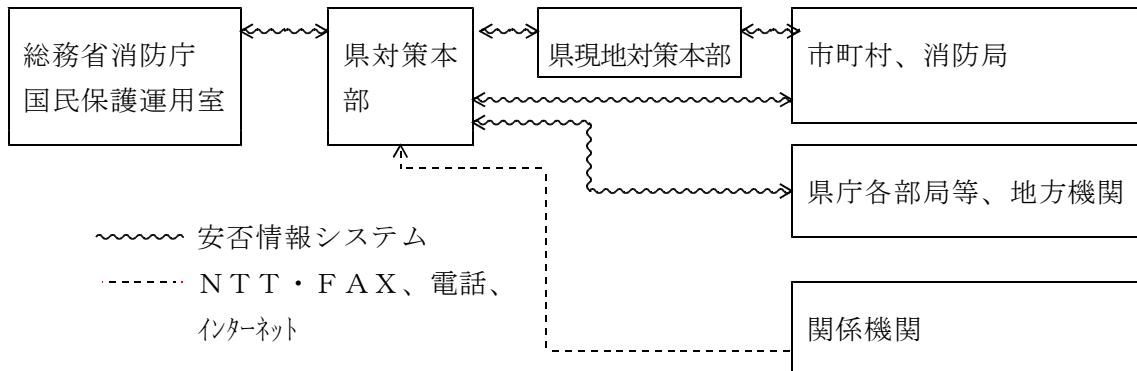 総務省消防庁
国民保護運用室
県対策本
部
県現地対策本部
市町村、消防局
県庁各部局等、地方機関
安否情報システム
ＮＴＴ・ＦＡＸ、電話、
インターネット
関係機関